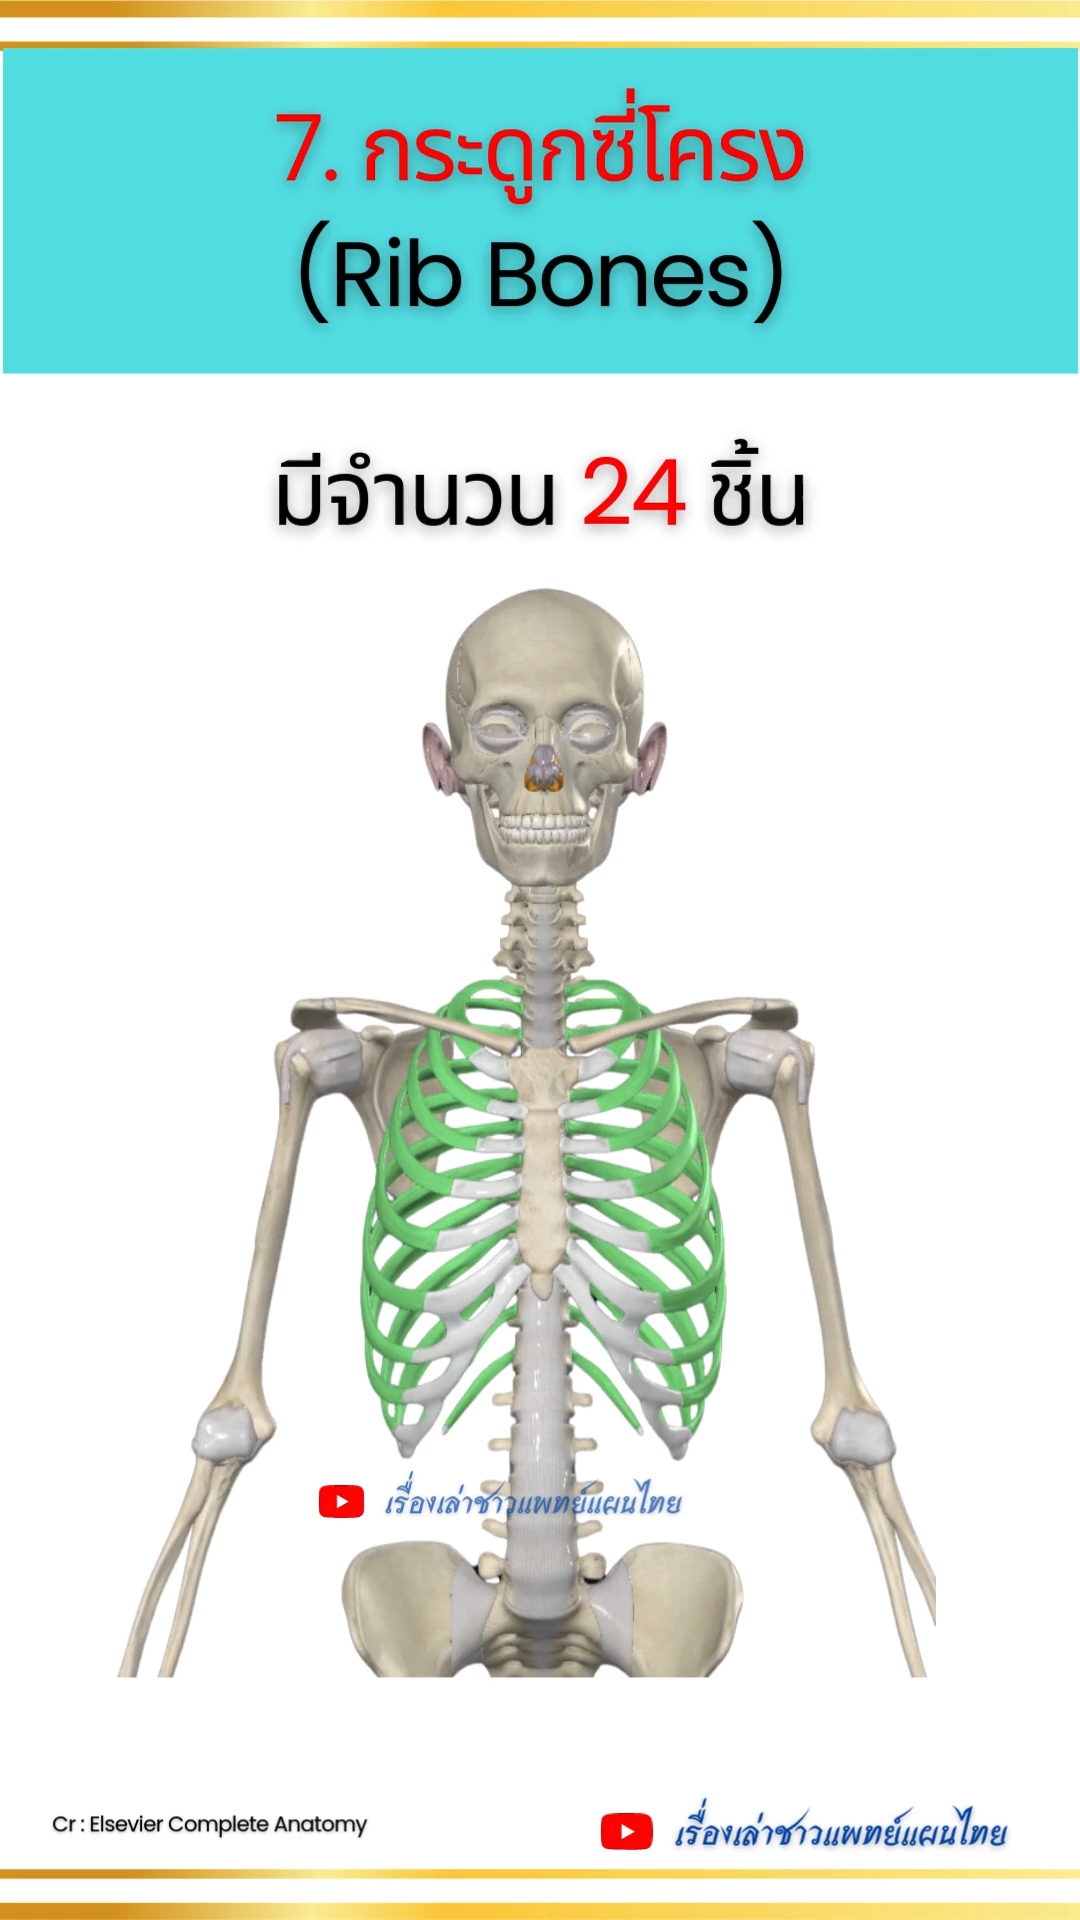 7. กระดูกซี่โครง
(Rib Bones)
มีจำนวน 24 ชิ้น
เรื่องเล่าชาวแพทย์แผนไทย
Cr : Elsevier Complete Anatomy
เรื่องเล่าชาวแพทย์แผนไทย